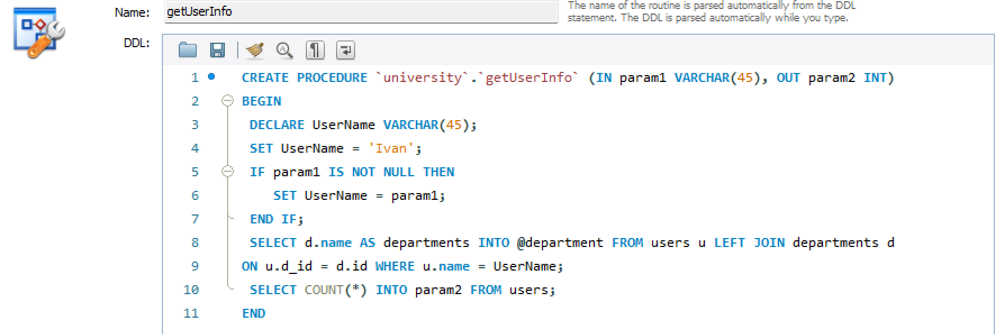 Name: getUserInfo
The name of the routine is parsed automatically from the DDL
statement. The DDL is parsed automatically while you type.
DDL:
1 CREATE PROCEDURE `university`.`getUserInfo` (IN param1 VARCHAR(45), OUT param2 INT)
2 BEGIN
3 DECLARE UserName VARCHAR(45);
4 SET UserName = 'Ivan';
5 IF param1 IS NOT NULL THEN
6 SET UserName = param1;
7 END IF;
8 SELECT d.name AS departments INTO @department FROM users u LEFT JOIN departments d
9 ON u.d_id = d.id WHERE u.name = UserName;
10 SELECT COUNT(*) INTO param2 FROM users;
11 END